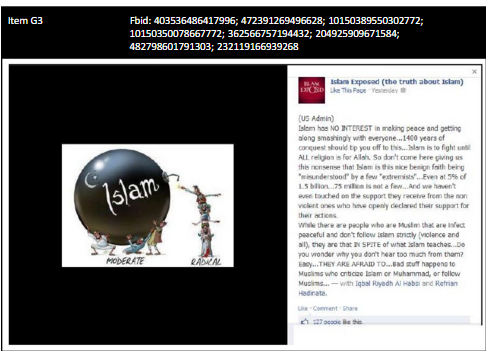 Item G3
Fbid: 403536486417996; 472391269496628; 10150389550302772;
10150350078667772; 362566757194432; 204925909671584;
482798601791303; 232119166939268
Islam
MODERATE
RADICAL
ISLAM
EXPOSED
Islam Exposed (the truth about Islam)
Like This Page · Yesterday
(US Admin)
Islam has NO INTEREST in making peace and getting
along smashingly with everyone...1400 years of
conquest should tip you off to this...Islam is to fight until
ALL religion is for Allah. So don't come here giving us
this nonsense that Islam is this nice benign faith being
"misunderstood" by a few "extremists"...Even at 5% of
1.5 billion...75 million is not a few...And we haven't
even touched on the support they receive from the non
violent ones who have openly declared their support for
their actions.
While there are people who are Muslim that are infect
peaceful and don't follow Islam strictly (violence and
all), they are that IN SPITE of what Islam teaches...Do
you wonder why you don't hear too much from them?
Easy...THEY ARE AFRAID TO...Bad stuff happens to
Muslims who criticize Islam or Muhammad, or follow
Muslims... — with Iqbal Riyadh Al Habsi and Refrian
Hadinata.
Like · Comment · Share
127 people like this.